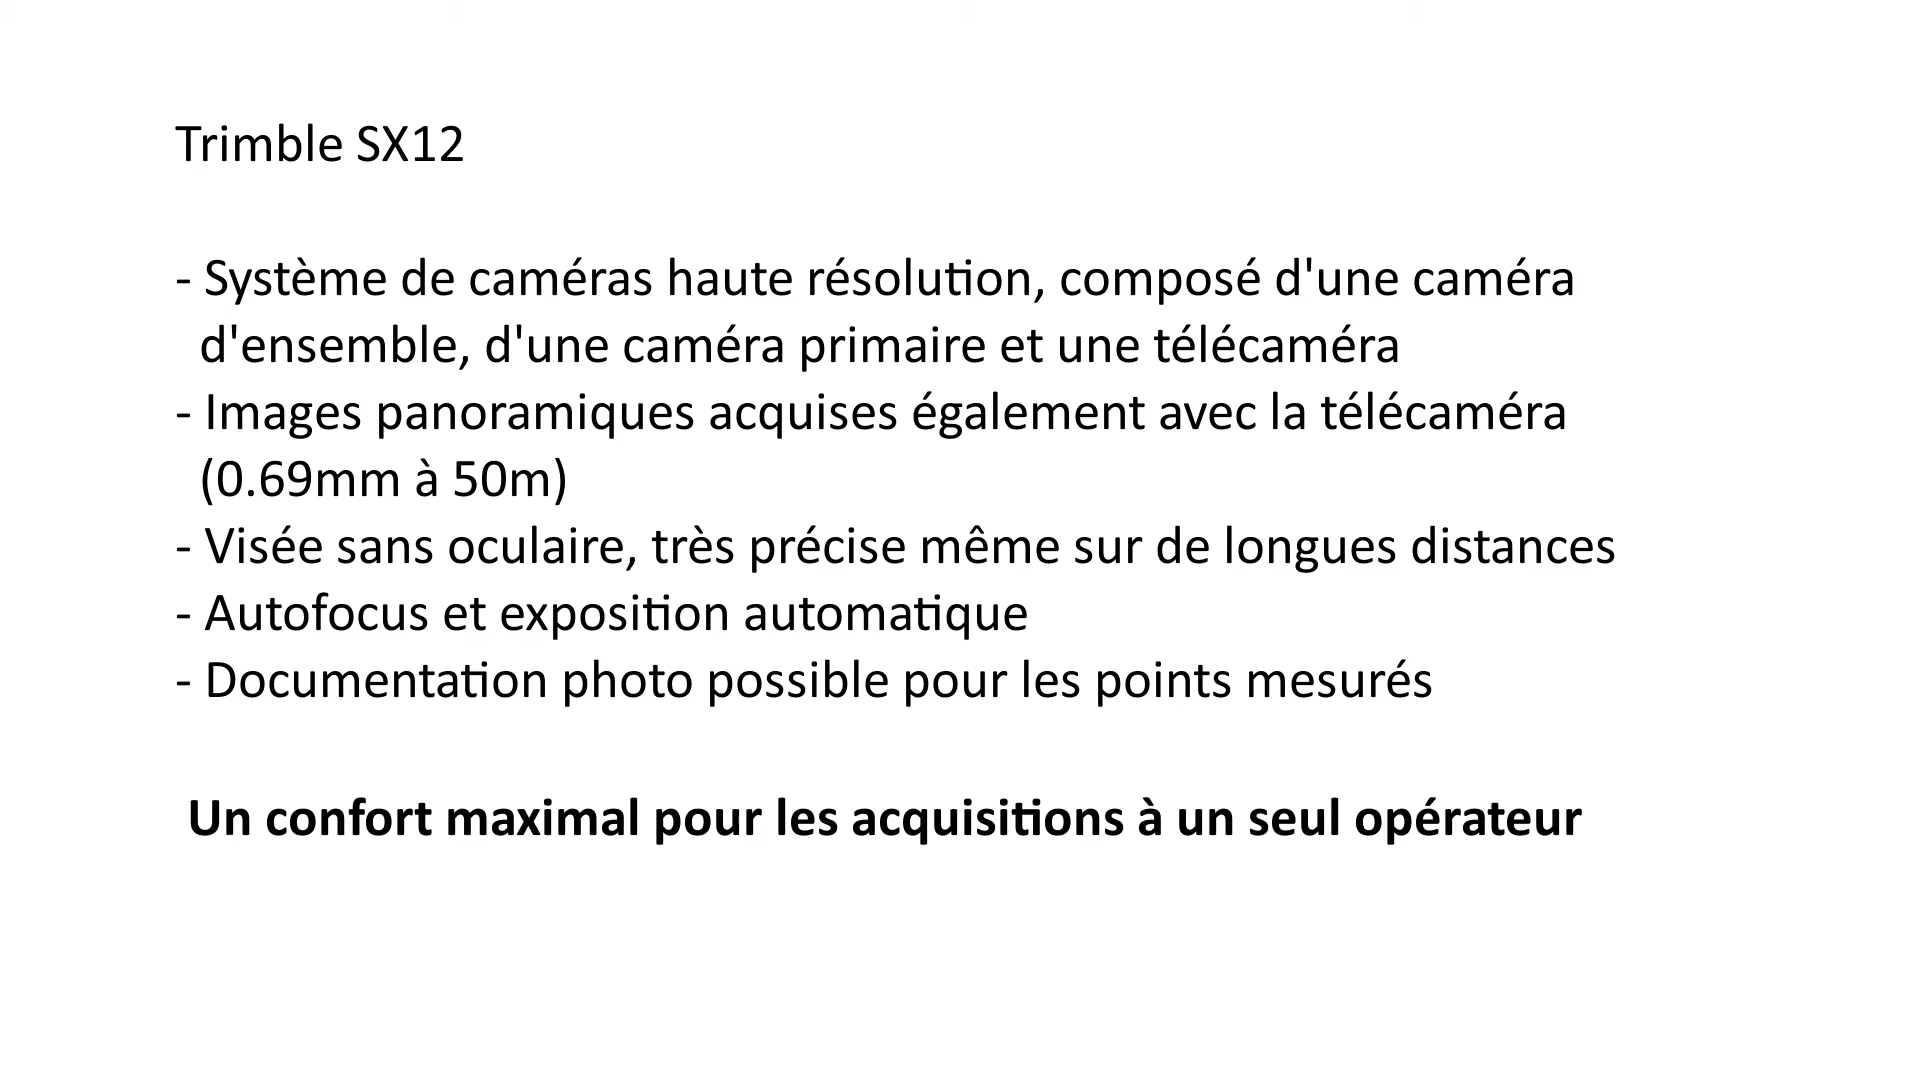 Trimble SX12
- Système de caméras haute résolution, composé d'une caméra
d'ensemble, d'une caméra primaire et une télécaméra
- Images panoramiques acquises également avec la télécaméra
(0.69mm à 50m)
- Visée sans oculaire, très précise même sur de longues distances
- Autofocus et exposition automatique
- Documentation photo possible pour les points mesurés
Un confort maximal pour les acquisitions à un seul opérateur